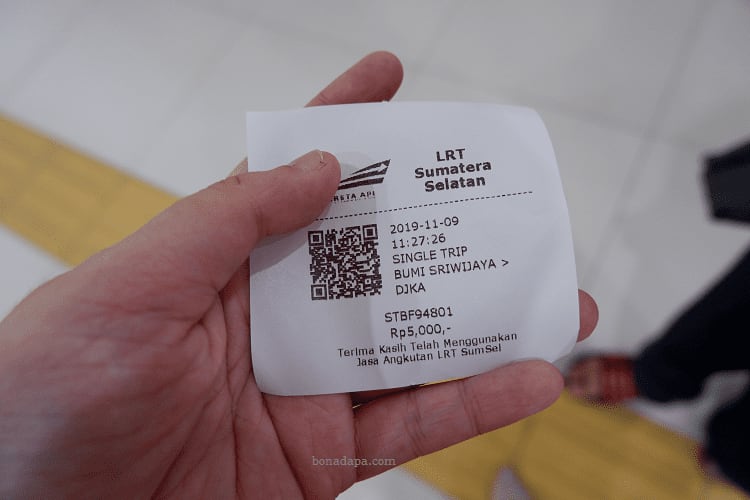 LRT
Sumatera
Selatan
2019-11-09
11:27:26
SINGLE TRIP
BUMI SRIWIJAYA >
DJKA
STBF94801
Rp5,000,-
Terima Kasih Telah Menggunakan
Jasa Angkutan LRT SumSel
bonadapa.com